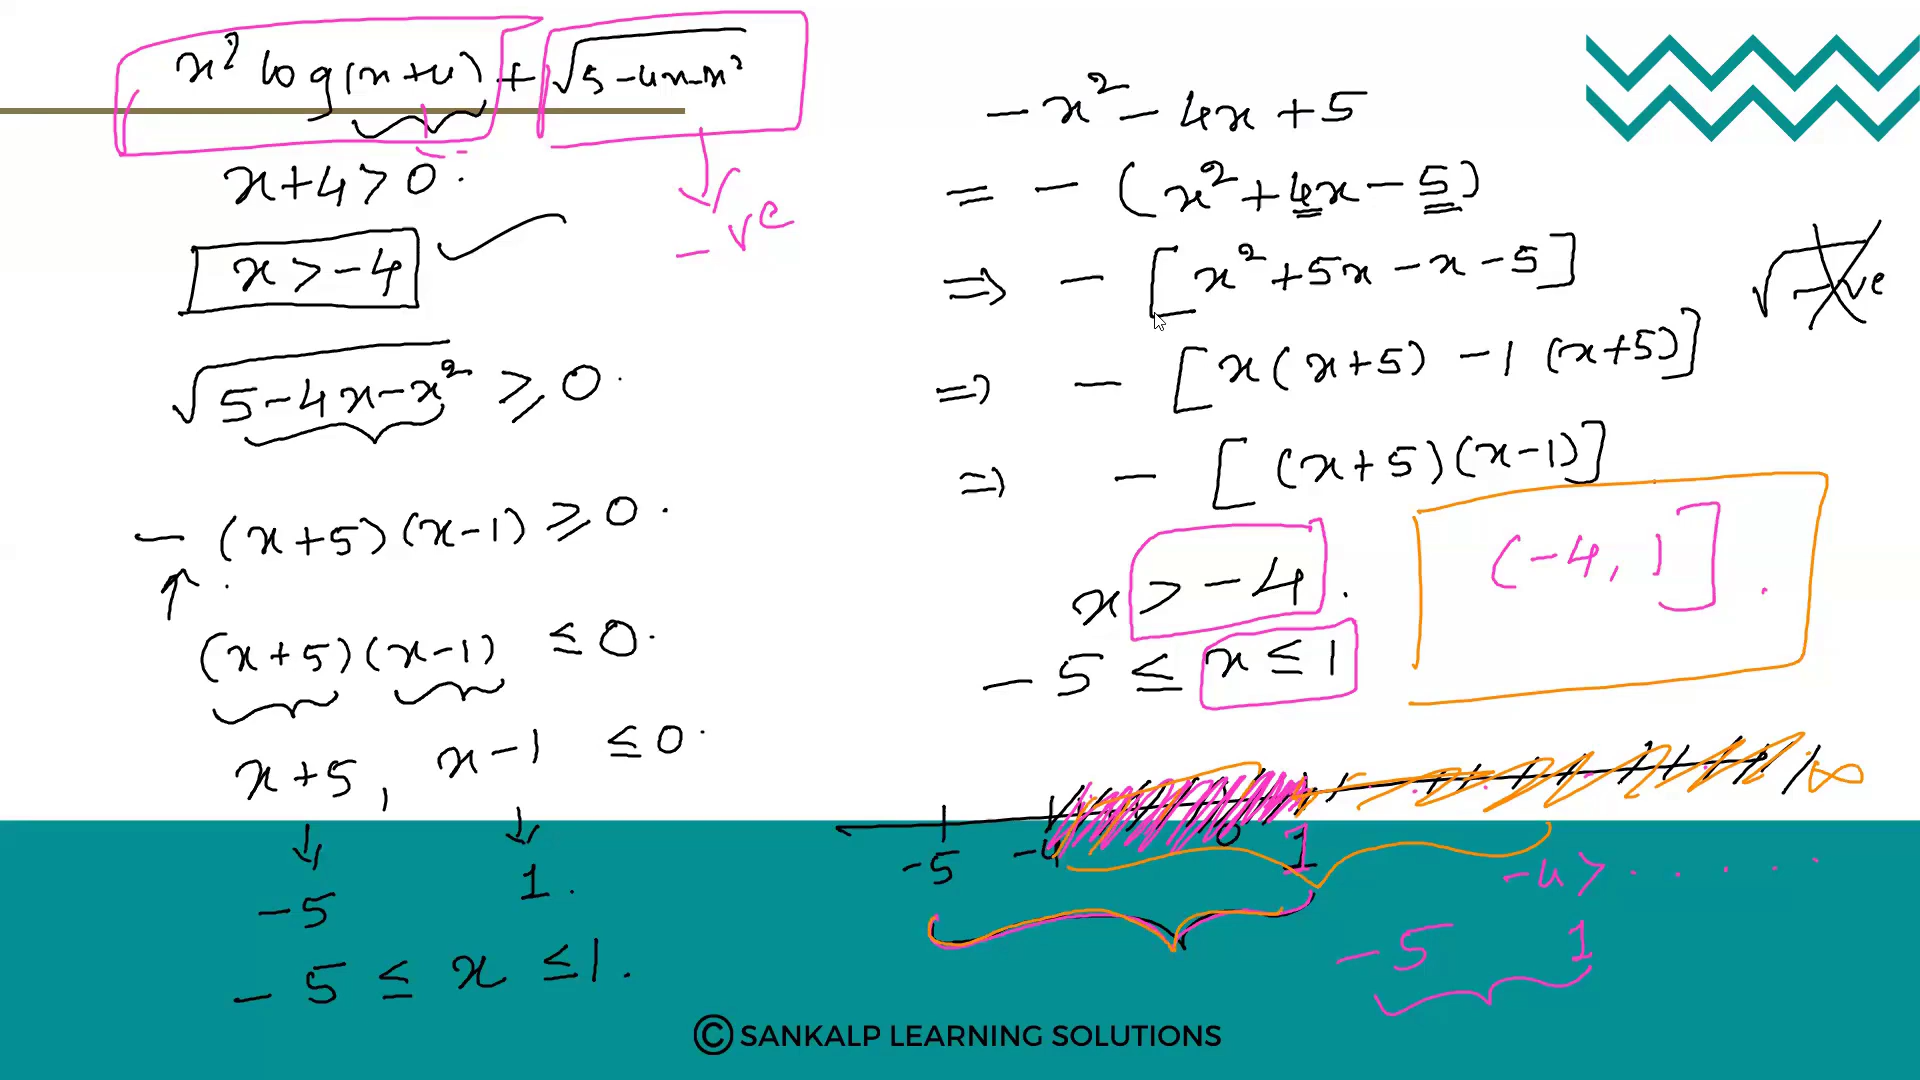 x² log(x+4) + √5-4x-x²
x+4>0.
x>-4
-ve
√5-4x-x² ≥ 0.
-(x+5)(x-1) ≥ 0.
(x+5)(x-1) ≤ 0.
x+5, x-1 ≤ 0.
-5 1.
-5 ≤ x ≤ 1.
-x² - 4x + 5
= -(x² + 4x - 5)
⇒ -[x² + 5x - x - 5]
√-ve
⇒ -[x(x+5) - 1(x+5)]
⇒ -[(x+5)(x-1)]
x > -4.
(-4, 1].
-5 ≤ x ≤ 1
-5 -4 0 1 ∞
-4> . . . . .
-5 1
© SANKALP LEARNING SOLUTIONS